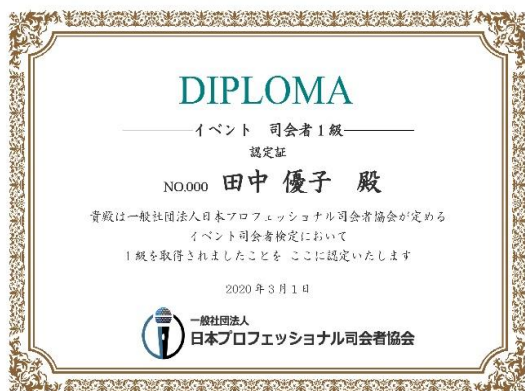 DIPLOMA
イベント 司会者1級
認定証
NO.000 田中 優子 殿
貴殿は一般社団法人日本プロフェッショナル司会者協会が定める
イベント司会者検定において
1級を取得されましたことを ここに認定いたします
2020年3月1日
一般社団法人
日本プロフェッショナル司会者協会